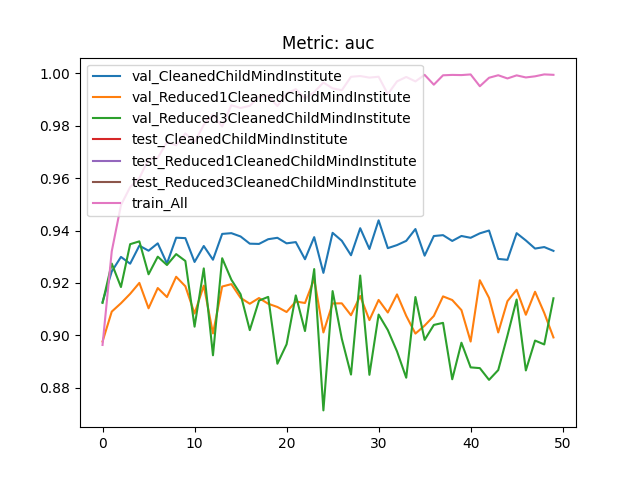 Metric: auc
1.00
0.98
0.96
0.94
0.92
0.90
0.88
val_CleanedChildMindInstitute
val_Reduced1CleanedChildMindInstitute
val_Reduced3CleanedChildMindInstitute
test_CleanedChildMindInstitute
test_Reduced1CleanedChildMindInstitute
test_Reduced3CleanedChildMindInstitute
train_All
0 10 20 30 40 50